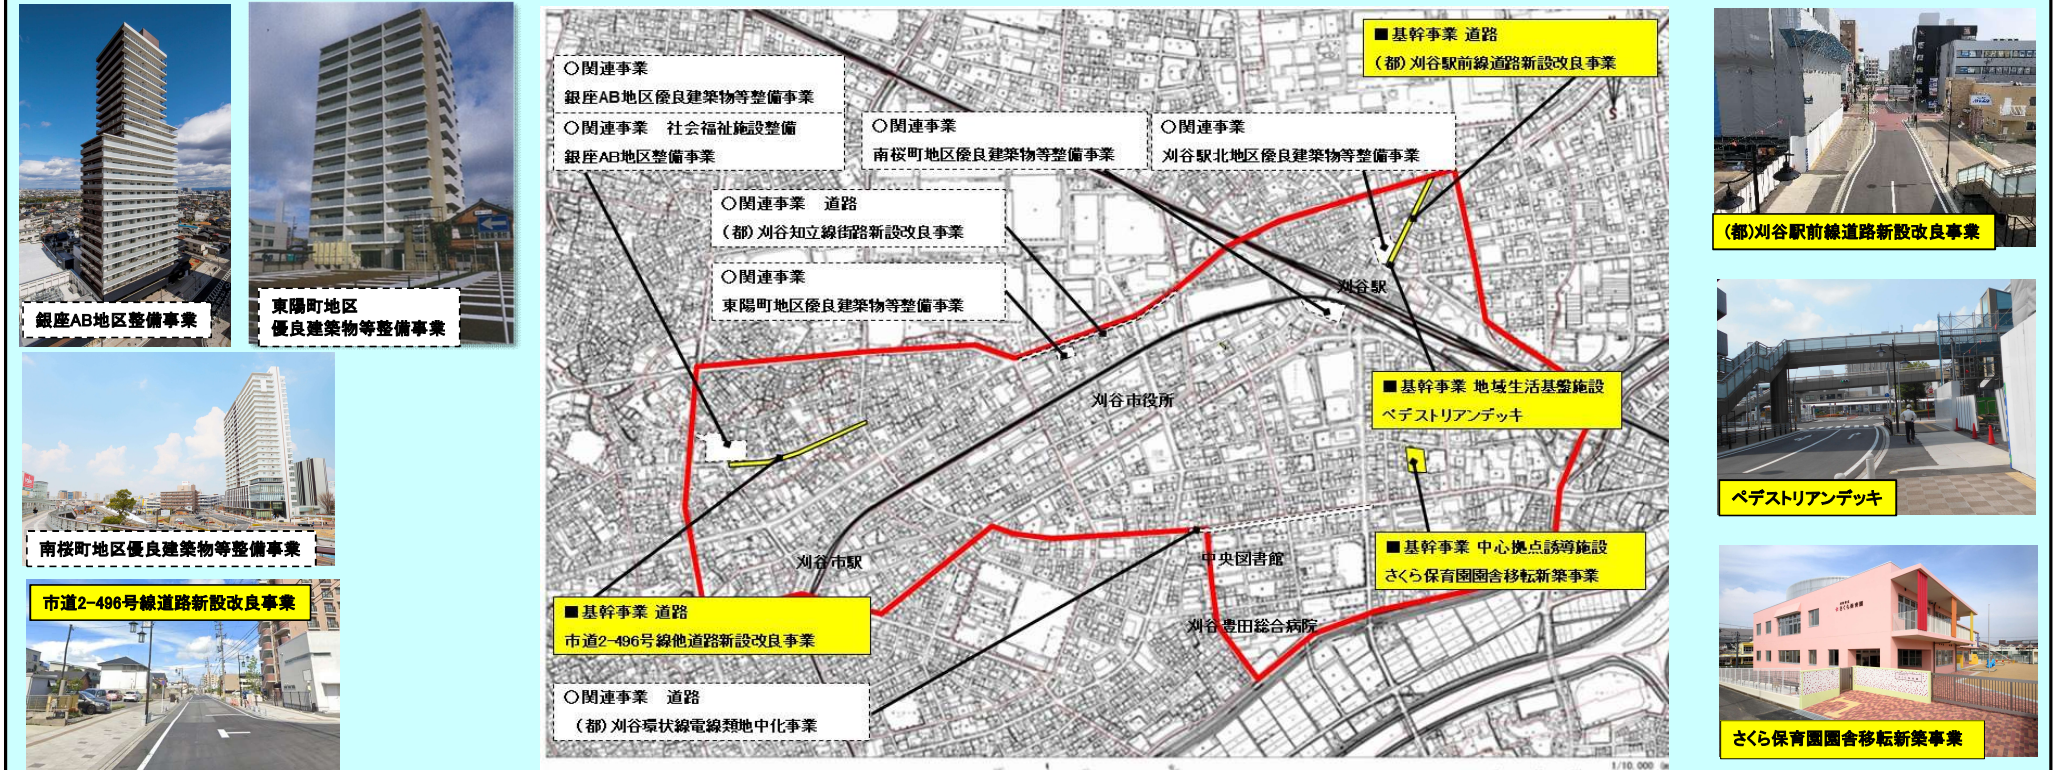 銀座AB地区整備事業
東陽町地区
優良建築物等整備事業
南桜町地区優良建築物等整備事業
市道2-496号線道路新設改良事業
○関連事業
銀座AB地区優良建築物等整備事業
○関連事業 社会福祉施設整備
銀座AB地区整備事業
○関連事業
南桜町地区優良建築物等整備事業
○関連事業
刈谷駅北地区優良建築物等整備事業
■基幹事業 道路
(都)刈谷駅前線道路新設改良事業
S
○関連事業 道路
(都)刈谷知立線街路新設改良事業
○関連事業
東陽町地区優良建築物等整備事業
刈谷駅
刈谷市役所
■基幹事業 地域生活基盤施設
ペデストリアンデッキ
刈谷市駅
中央図書館
■基幹事業 中心拠点誘導施設
さくら保育園園舎移転新築事業
■基幹事業 道路
市道2-496号線他道路新設改良事業
刈谷豊田総合病院
○関連事業 道路
(都)刈谷環状線電線類地中化事業
1/10,000
(都)刈谷駅前線道路新設改良事業
ペデストリアンデッキ
さくら保育園
さくら保育園園舎移転新築事業